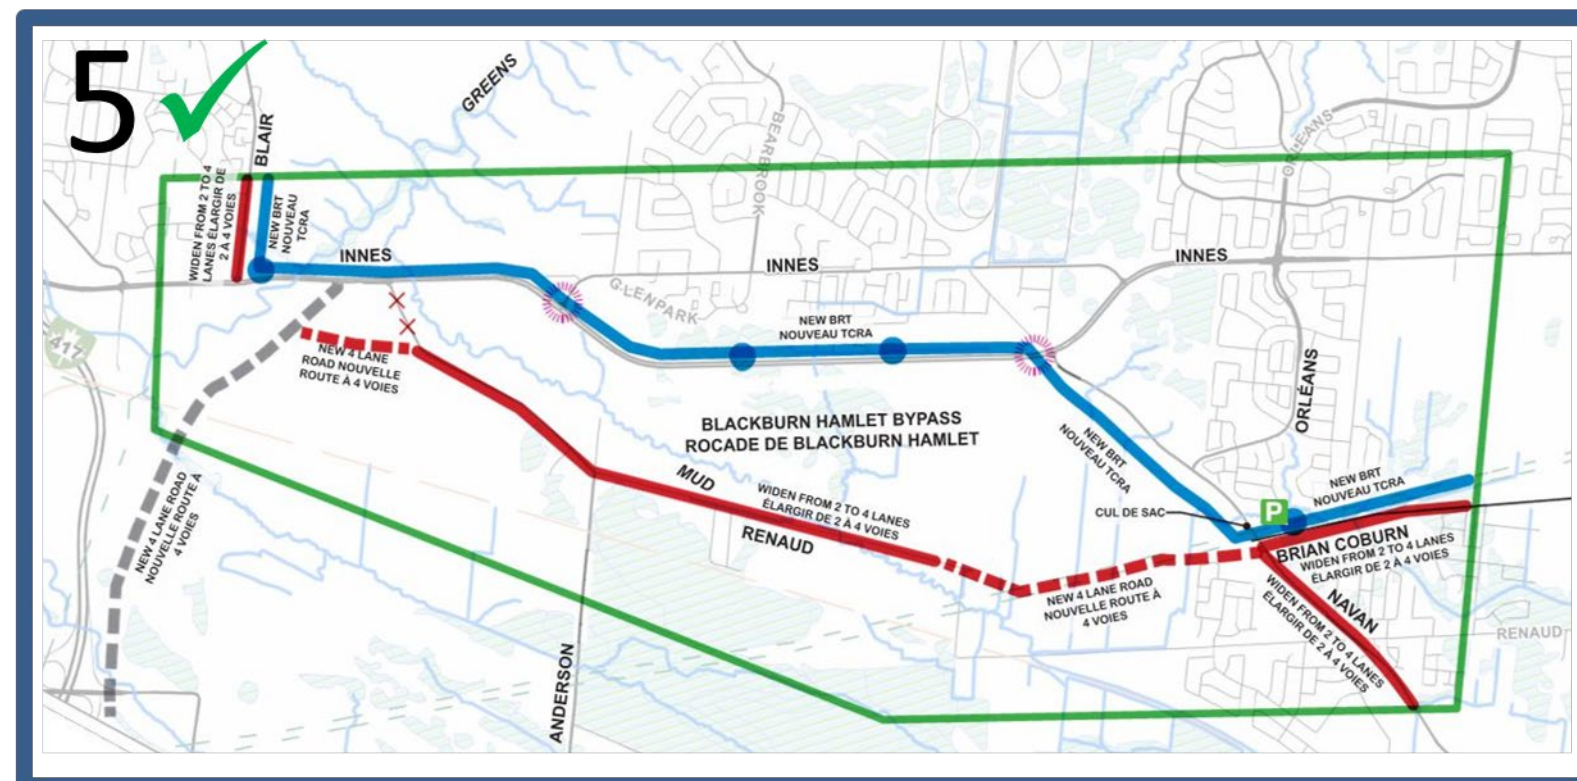 5
GREENS
BLAIR
BEARBROOK
ORLÉANS
WIDEN FROM 2 TO 4
LANES ÉLARGIR DE
2 À 4 VOIES
NEW BRT
NOUVEAU
TCRA
INNES
INNES
INNES
GLENPARK
417
NEW BRT
NOUVEAU TCRA
NEW 4 LANE
ROAD NOUVELLE
ROUTE À 4 VOIES
ORLÉANS
BLACKBURN HAMLET BYPASS
ROCADE DE BLACKBURN HAMLET
NEW BRT
NOUVEAU TCRA
MUD
RENAUD
WIDEN FROM 2 TO 4 LANES
ÉLARGIR DE 2 À 4 VOIES
NEW BRT
NOUVEAU TCRA
CUL DE SAC
P
NEW 4 LANE ROAD
NOUVELLE ROUTE À
4 VOIES
BRIAN COBURN
WIDEN FROM 2 TO 4 LANES
ÉLARGIR DE 2 À 4 VOIES
NEW 4 LANE ROAD
NOUVELLE ROUTE À
4 VOIES
NAVAN
WIDEN FROM 2 TO 4 LANES
ÉLARGIR DE 2 À 4 VOIES
RENAUD
ANDERSON